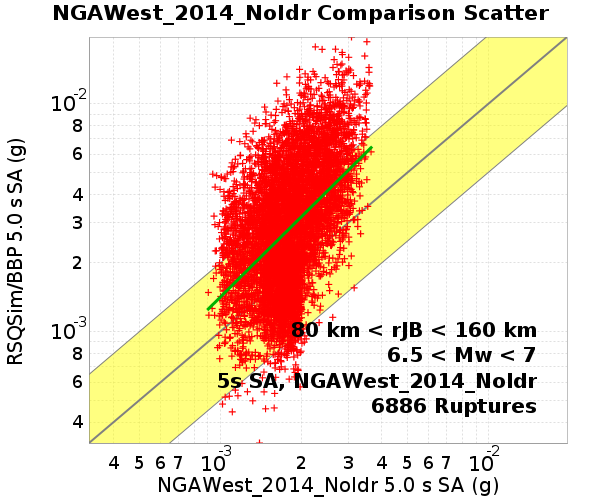 NGAWest_2014_NoIdr Comparison Scatter
RSQSim/BBP 5.0 s SA (g)
10-2
8
6
4
3
2
10-3
8
6
4
80 km < rJB < 160 km
6.5 < Mw < 7
5s SA, NGAWest_2014_NoIdr
6886 Ruptures
4 5 6 7 10-3 2 3 4 5 6 7 10-2
NGAWest_2014_NoIdr 5.0 s SA (g)